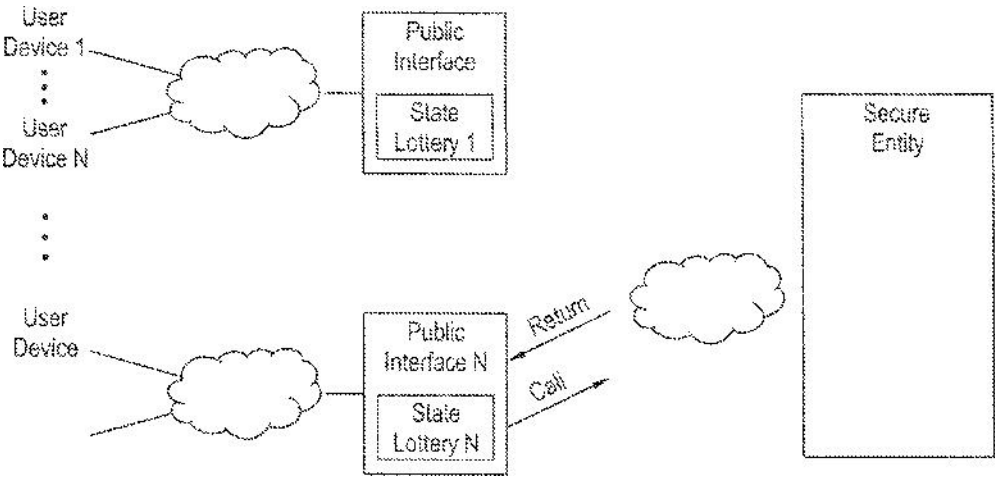 User
Device 1
User
Device N
Public
Interface
State
Lottery 1
Secure
Entity
User
Device
Public
Interface N
State
Lottery N
Return
Call